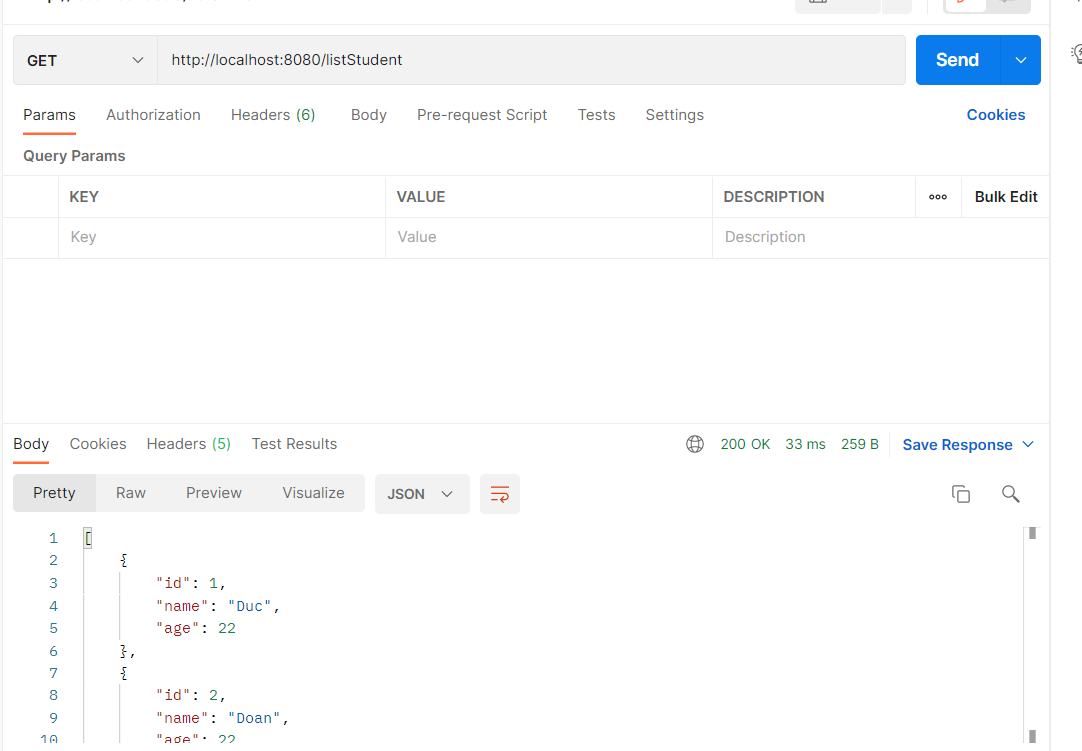 GET
http://localhost:8080/listStudent
Send
Params Authorization Headers (6) Body Pre-request Script Tests Settings Cookies
Query Params
KEY VALUE DESCRIPTION ooo Bulk Edit
Key Value Description
Body Cookies Headers (5) Test Results 200 OK 33 ms 259 B Save Response
Pretty Raw Preview Visualize JSON
1 [
2 {
3 "id": 1,
4 "name": "Duc",
5 "age": 22
6 },
7 {
8 "id": 2,
9 "name": "Doan",
10 "age": 22